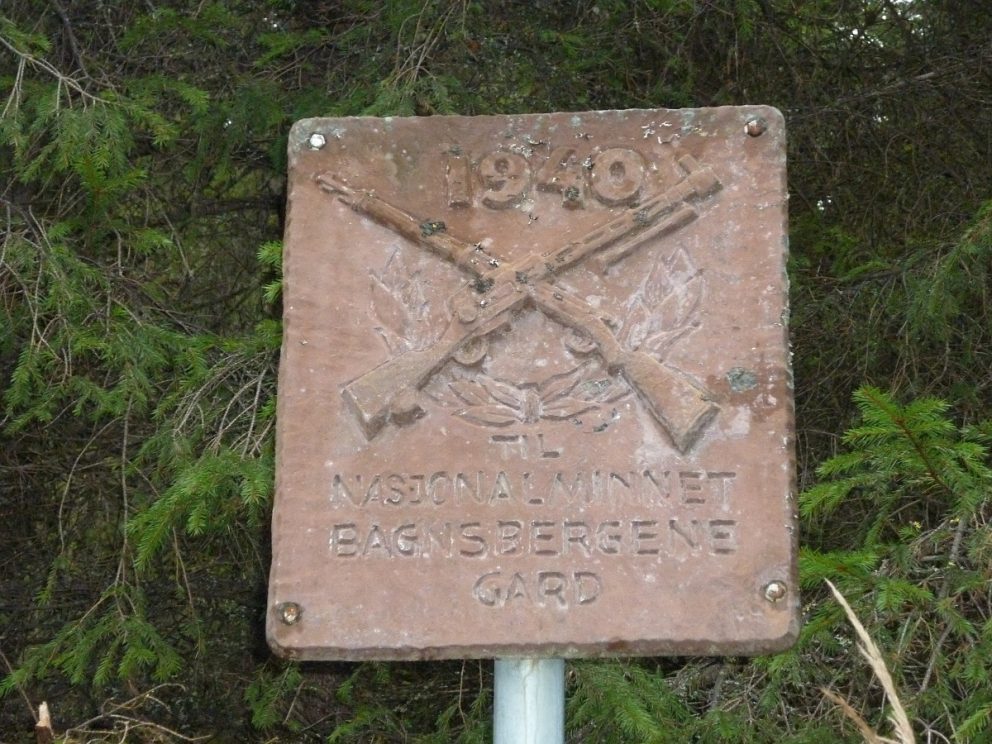 1940
TIL
NASJONALMINNET
BAGNSBERGENE
GARD